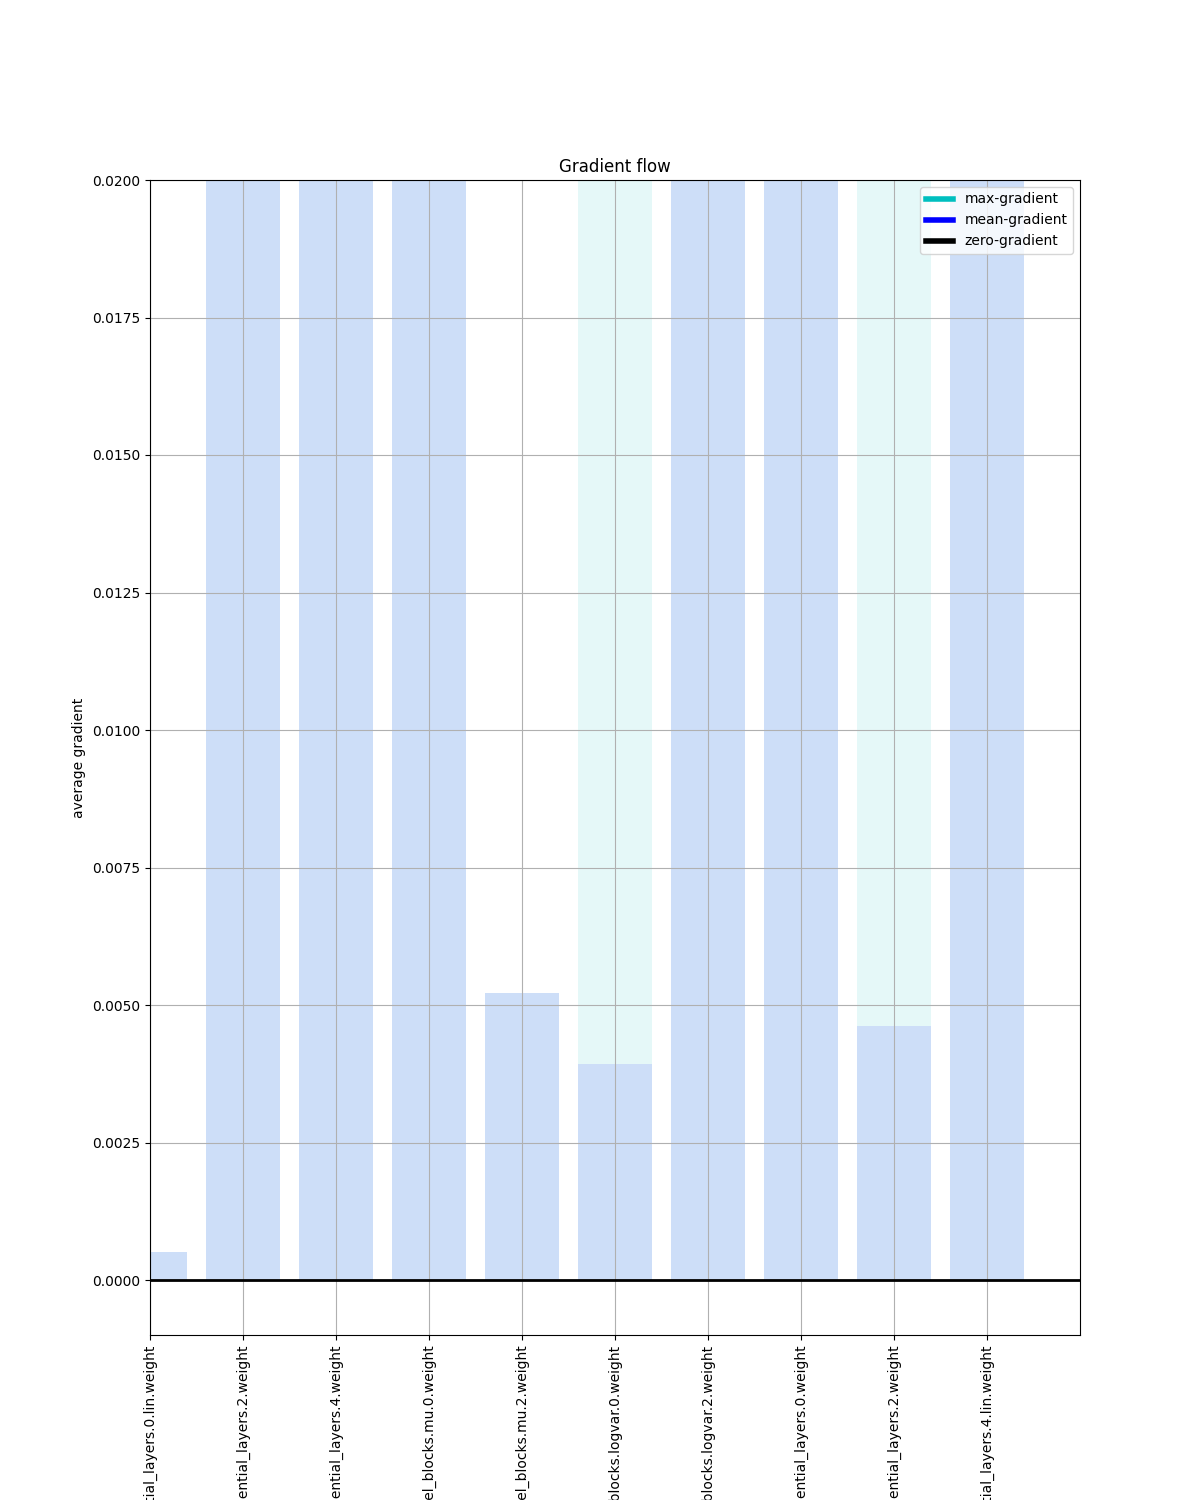 Gradient flow
max-gradient
mean-gradient
zero-gradient
0.0200
0.0175
0.0150
0.0125
0.0100
0.0075
0.0050
0.0025
0.0000
average gradient
tial_layers.0.lin.weight
ential_layers.2.weight
ential_layers.4.weight
el_blocks.mu.0.weight
el_blocks.mu.2.weight
blocks.logvar.0.weight
blocks.logvar.2.weight
ential_layers.0.weight
ential_layers.2.weight
tial_layers.4.lin.weight